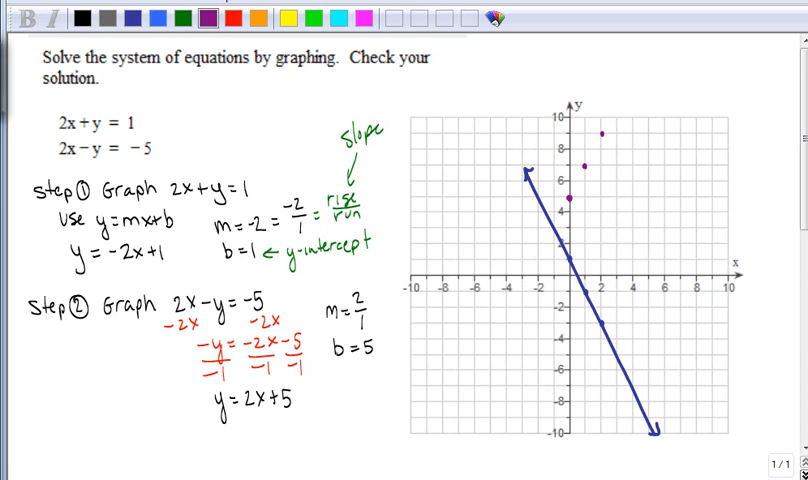 B I
Solve the system of equations by graphing. Check your
solution.
2x + y = 1
2x − y = −5
slope
step ① Graph 2x+y=1
use y=mx+b
m=-2 = -2/1 = rise/run
y=-2x+1
b=1 ← y-intercept
Step ② Graph 2x-y=-5
-2x -2x
-y/-1 = -2x/-1 -5/-1
y=2x+5
m=2/1
b=5
y
10
8
6
4
2
x
-10 -8 -6 -4 -2 2 4 6 8 10
-2
-4
-6
-8
-10
1 / 1